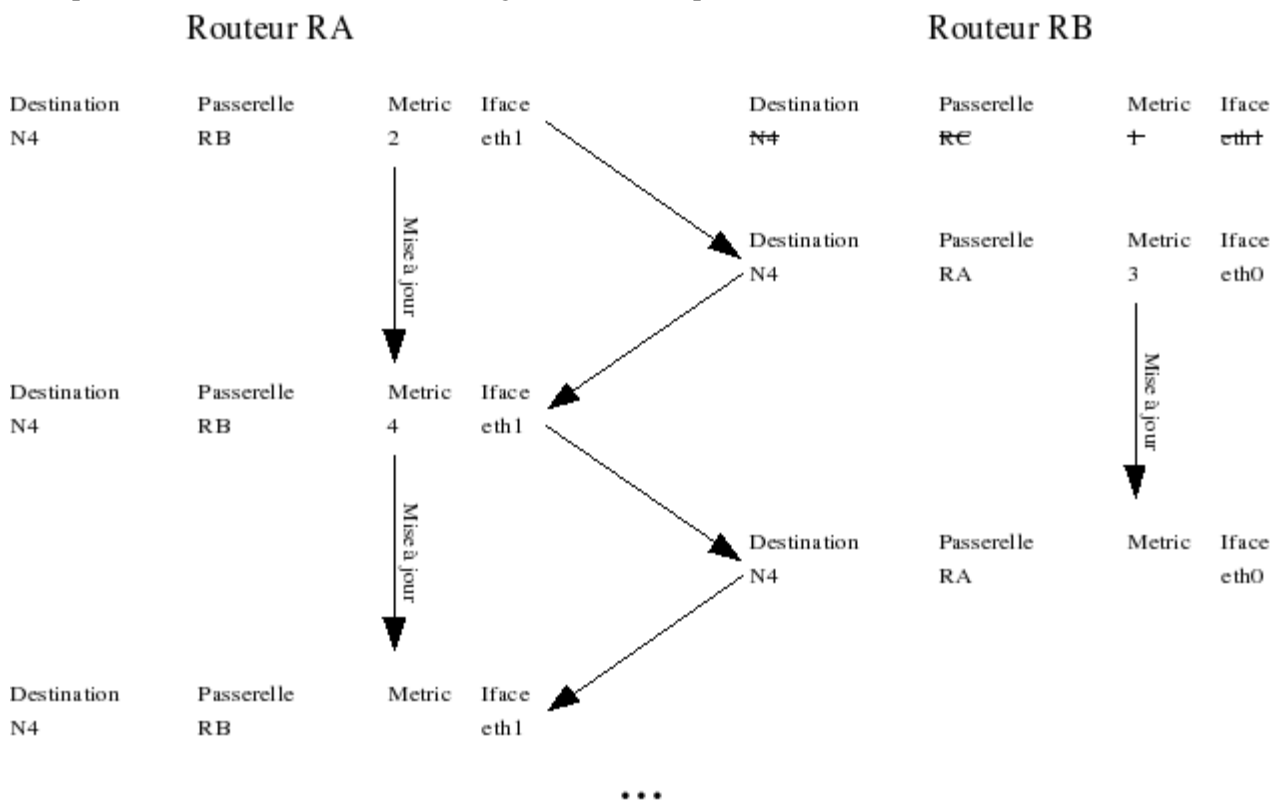 Routeur RA Routeur RB
Destination Passerelle Metric Iface Destination Passerelle Metric Iface
N4 RB 2 eth1 N4 RC 1 eth1
Mise à jour
Destination Passerelle Metric Iface
N4 RA 3 eth0
Mise à jour
Destination Passerelle Metric Iface
N4 RB 4 eth1
Mise à jour
Destination Passerelle Metric Iface
N4 RA eth0
Destination Passerelle Metric Iface
N4 RB eth1
...